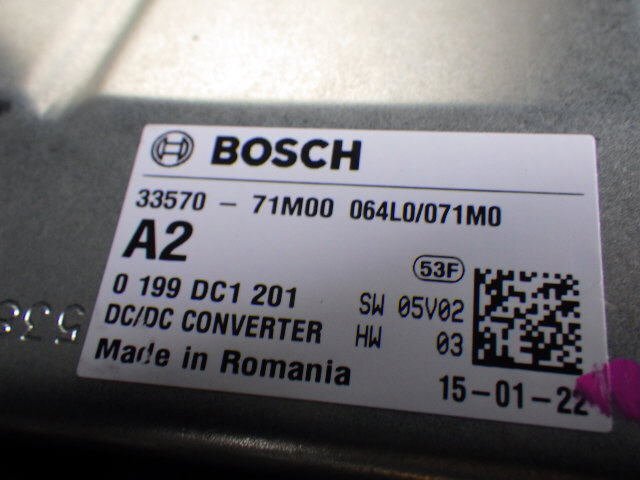 BOSCH
33570 - 71M00 064L0/071M0
A2
53F
0 199 DC1 201 SW 05V02
DC/DC CONVERTER HW 03
Made in Romania
15-01-22